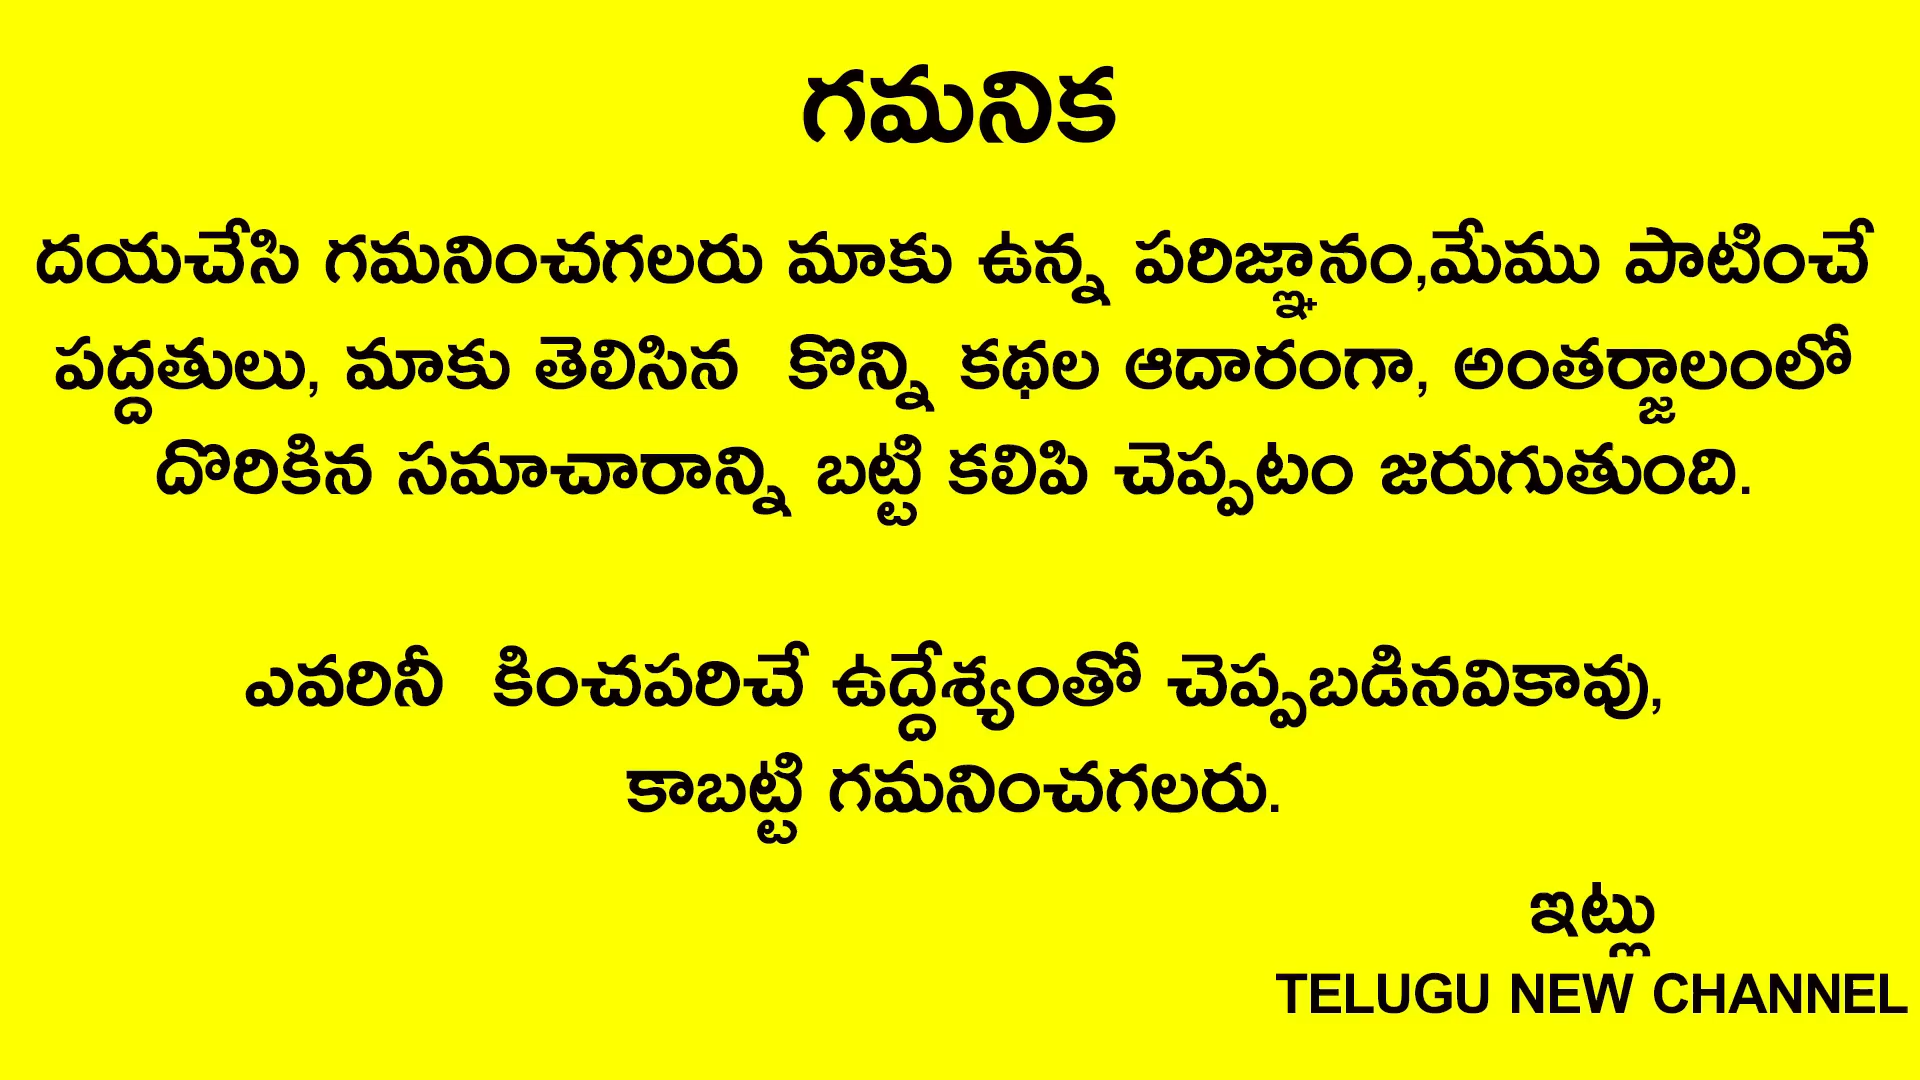 గమనిక
దయచేసి గమనించగలరు మాకు ఉన్న పరిజ్ఞానం,మేము పాటించే
పద్దతులు, మాకు తెలిసిన కొన్ని కథల ఆదారంగా, అంతర్జాలంలో
దొరికిన సమాచారాన్ని బట్టి కలిపి చెప్పటం జరుగుతుంది.
ఎవరినీ కించపరిచే ఉద్దేశ్యంతో చెప్పబడినవికావు,
కాబట్టి గమనించగలరు.
ఇట్లు
TELUGU NEW CHANNEL